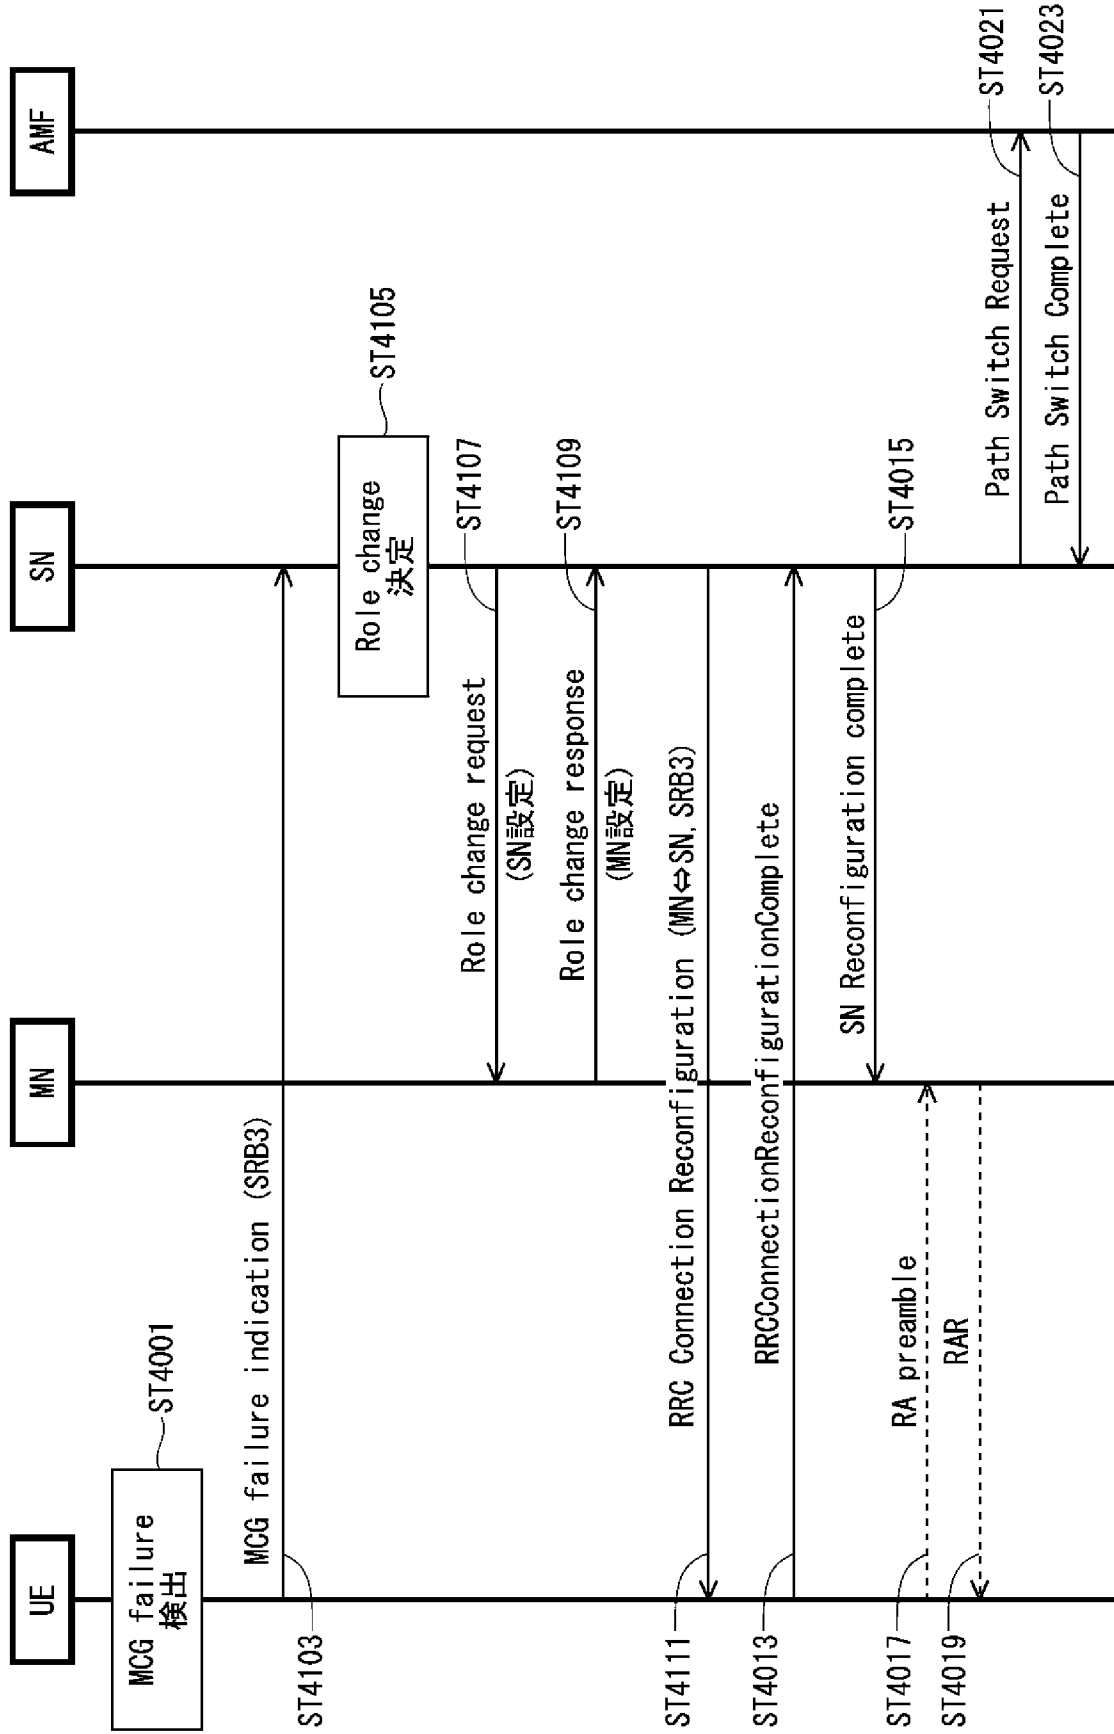 UE
MN
SN
AMF
MCG failure
検出
ST4001
MCG failure indication (SRB3)
ST4103
Role change
決定
ST4105
Role change request
(SN設定)
ST4107
Role change response
(MN設定)
ST4109
RRC Connection Reconfiguration (MN⇔SN, SRB3)
ST4111
RRCConnectionReconfigurationComplete
ST4013
SN Reconfiguration complete
ST4015
RA preamble
ST4017
RAR
ST4019
Path Switch Request
ST4021
Path Switch Complete
ST4023